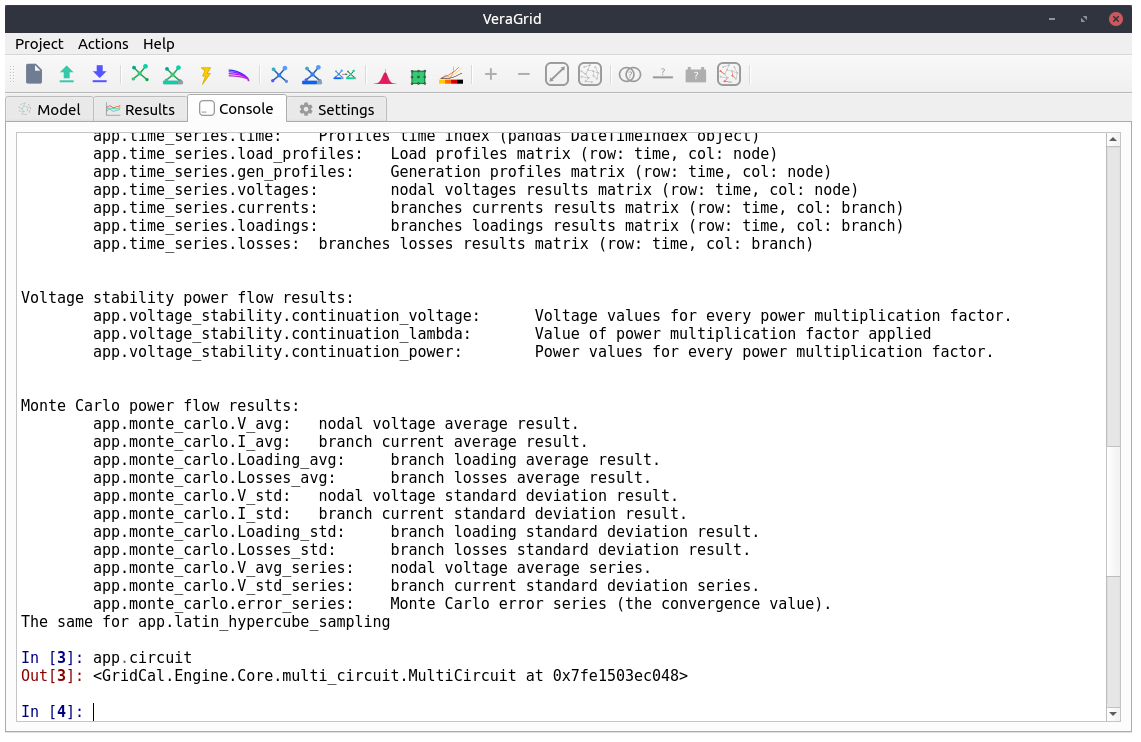 VeraGrid
Project Actions Help
Model Results Console Settings
app.time_series.time: Profiles time index (pandas DateTimeIndex object)
app.time_series.load_profiles: Load profiles matrix (row: time, col: node)
app.time_series.gen_profiles: Generation profiles matrix (row: time, col: node)
app.time_series.voltages: nodal voltages results matrix (row: time, col: node)
app.time_series.currents: branches currents results matrix (row: time, col: branch)
app.time_series.loadings: branches loadings results matrix (row: time, col: branch)
app.time_series.losses: branches losses results matrix (row: time, col: branch)
Voltage stability power flow results:
app.voltage_stability.continuation_voltage: Voltage values for every power multiplication factor.
app.voltage_stability.continuation_lambda: Value of power multiplication factor applied
app.voltage_stability.continuation_power: Power values for every power multiplication factor.
Monte Carlo power flow results:
app.monte_carlo.V_avg: nodal voltage average result.
app.monte_carlo.I_avg: branch current average result.
app.monte_carlo.Loading_avg: branch loading average result.
app.monte_carlo.Losses_avg: branch losses average result.
app.monte_carlo.V_std: nodal voltage standard deviation result.
app.monte_carlo.I_std: branch current standard deviation result.
app.monte_carlo.Loading_std: branch loading standard deviation result.
app.monte_carlo.Losses_std: branch losses standard deviation result.
app.monte_carlo.V_avg_series: nodal voltage average series.
app.monte_carlo.V_std_series: branch current standard deviation series.
app.monte_carlo.error_series: Monte Carlo error series (the convergence value).
The same for app.latin_hypercube_sampling
In [3]: app.circuit
Out[3]: <GridCal.Engine.Core.multi_circuit.MultiCircuit at 0x7fe1503ec048>
In [4]: